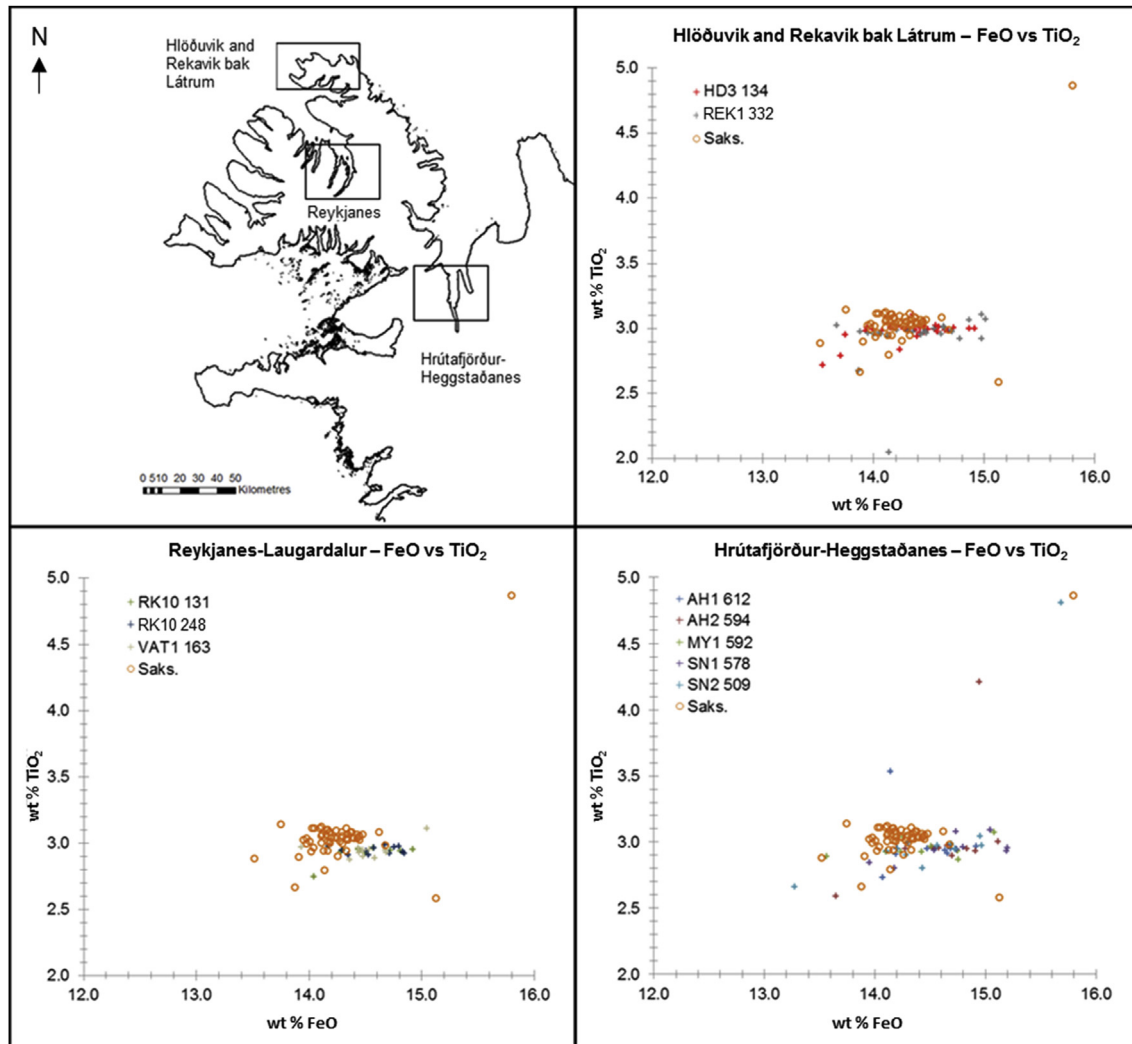 N
Hlöðuvik and
Rekavik bak
Látrum
Reykjanes
Hrútafjörður-
Heggstaðanes
0 5 10 20 30 40 50
Kilometres
Hlöðuvik and Rekavik bak Látrum – FeO vs TiO₂
HD3 134
REK1 332
Saks.
5.0
4.5
4.0
3.5
3.0
2.5
2.0
wt % TiO₂
12.0 13.0 14.0 15.0 16.0
wt % FeO
Reykjanes-Laugardalur – FeO vs TiO₂
RK10 131
RK10 248
VAT1 163
Saks.
5.0
4.5
4.0
3.5
3.0
2.5
2.0
wt % TiO₂
12.0 13.0 14.0 15.0 16.0
wt % FeO
Hrútafjörður-Heggstaðanes – FeO vs TiO₂
AH1 612
AH2 594
MY1 592
SN1 578
SN2 509
Saks.
5.0
4.5
4.0
3.5
3.0
2.5
2.0
wt % TiO₂
12.0 13.0 14.0 15.0 16.0
wt % FeO